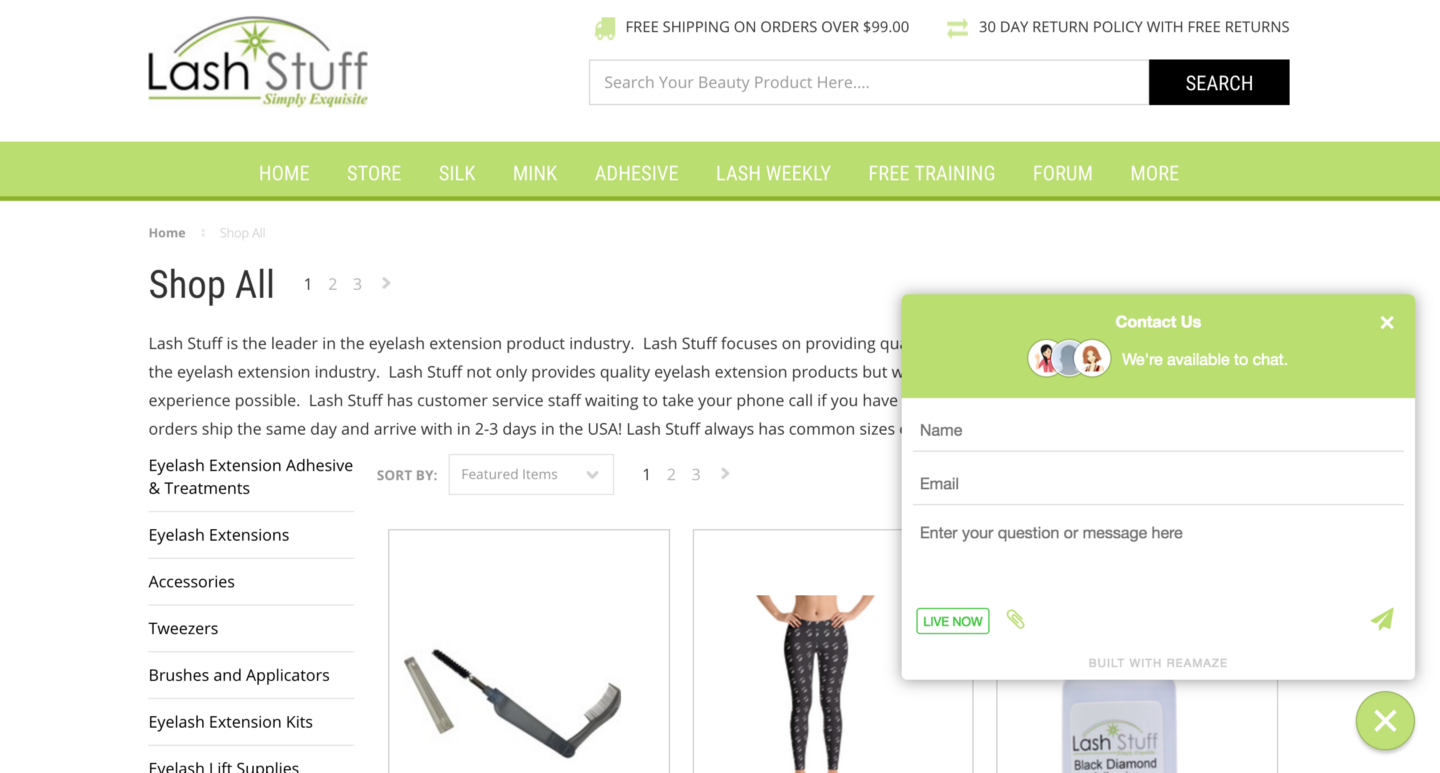 Lash Stuff
Simply Exquisite
FREE SHIPPING ON ORDERS OVER $99.00
30 DAY RETURN POLICY WITH FREE RETURNS
Search Your Beauty Product Here....
SEARCH
HOME STORE SILK MINK ADHESIVE LASH WEEKLY FREE TRAINING FORUM MORE
Home : Shop All
Shop All 1 2 3
Lash Stuff is the leader in the eyelash extension product industry. Lash Stuff focuses on providing
the eyelash extension industry. Lash Stuff not only provides quality eyelash extension products but
experience possible. Lash Stuff has customer service staff waiting to take your phone call if you have
orders ship the same day and arrive with in 2-3 days in the USA! Lash Stuff always has common sizes
Eyelash Extension Adhesive
& Treatments
Eyelash Extensions
Accessories
Tweezers
Brushes and Applicators
Eyelash Extension Kits
Eyelash Lift Supplies
SORT BY: Featured Items 1 2 3
Contact Us
We're available to chat.
Name
Email
Enter your question or message here
LIVE NOW
BUILT WITH REAMAZE
Lash Stuff
Black Diamond